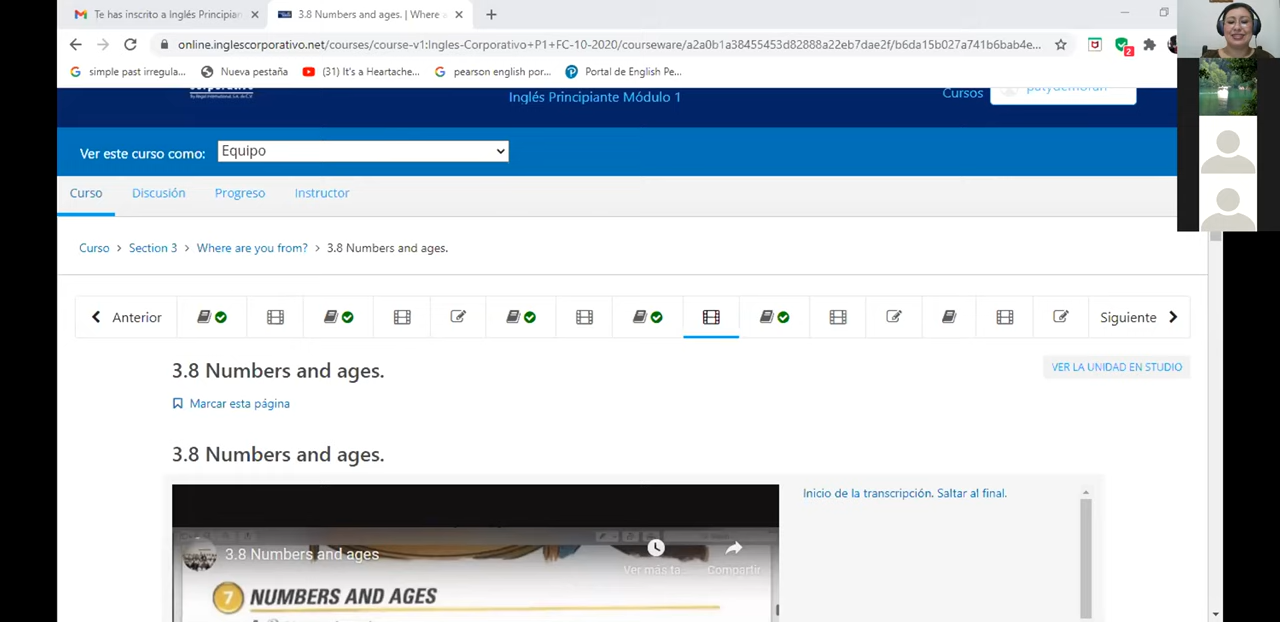 Te has inscrito a Inglés Principian
3.8 Numbers and ages. | Where a
online.inglescorporativo.net/courses/course-v1:Ingles-Corporativo+P1+FC-10-2020/courseware/a2a0b1a38455453d82388a22eb7dae2f/b6da15b027a741b6bab4e...
2
simple past irregula...
Nueva pestaña
(31) It's a Heartache...
pearson english por...
Portal de English Pe...
Inglés Principiante Módulo 1
Cursos
Ver este curso como:
Equipo
Curso
Discusión
Progreso
Instructor
Curso > Section 3 > Where are you from? > 3.8 Numbers and ages.
Anterior
Siguiente
3.8 Numbers and ages.
VER LA UNIDAD EN STUDIO
Marcar esta página
3.8 Numbers and ages.
Inicio de la transcripción. Saltar al final.
3.8 Numbers and ages
Ver más ta...
Compartir
7 NUMBERS AND AGES